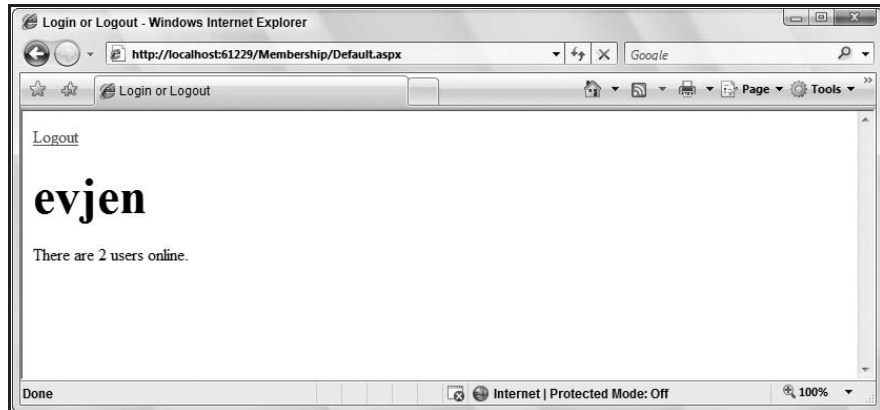 Login or Logout - Windows Internet Explorer
http://localhost:61229/Membership/Default.aspx
Google
Login or Logout
Page
Tools
Logout
evjen
There are 2 users online.
Done
Internet | Protected Mode: Off
100%